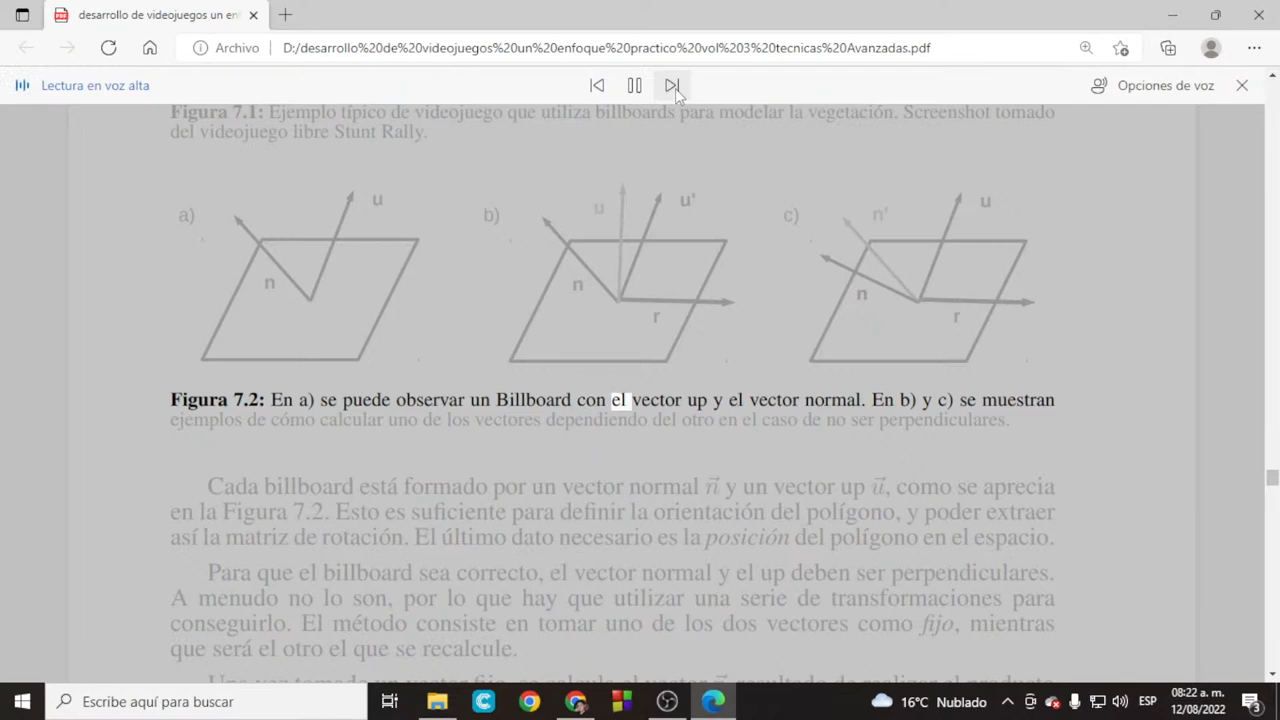 desarrollo de videojuegos un en
Archivo D:/desarrollo%20de%20videojuegos%20un%20enfoque%20practico%20vol%203%20tecnicas%20Avanzadas.pdf
Lectura en voz alta
Opciones de voz
Figura 7.1: Ejemplo típico de videojuego que utiliza billboards para modelar la vegetación. Screenshot tomado
del videojuego libre Stunt Rally.
a) n u
b) u u' n r
c) n' u n r
Figura 7.2: En a) se puede observar un Billboard con el vector up y el vector normal. En b) y c) se muestran
ejemplos de cómo calcular uno de los vectores dependiendo del otro en el caso de no ser perpendiculares.
Cada billboard está formado por un vector normal n⃗ y un vector up u⃗, como se aprecia
en la Figura 7.2. Esto es suficiente para definir la orientación del polígono, y poder extraer
así la matriz de rotación. El último dato necesario es la posición del polígono en el espacio.
Para que el billboard sea correcto, el vector normal y el up deben ser perpendiculares.
A menudo no lo son, por lo que hay que utilizar una serie de transformaciones para
conseguirlo. El método consiste en tomar uno de los dos vectores como fijo, mientras
que será el otro el que se recalcule.
Escribe aquí para buscar
16°C Nublado
ESP
08:22 a. m.
12/08/2022
3